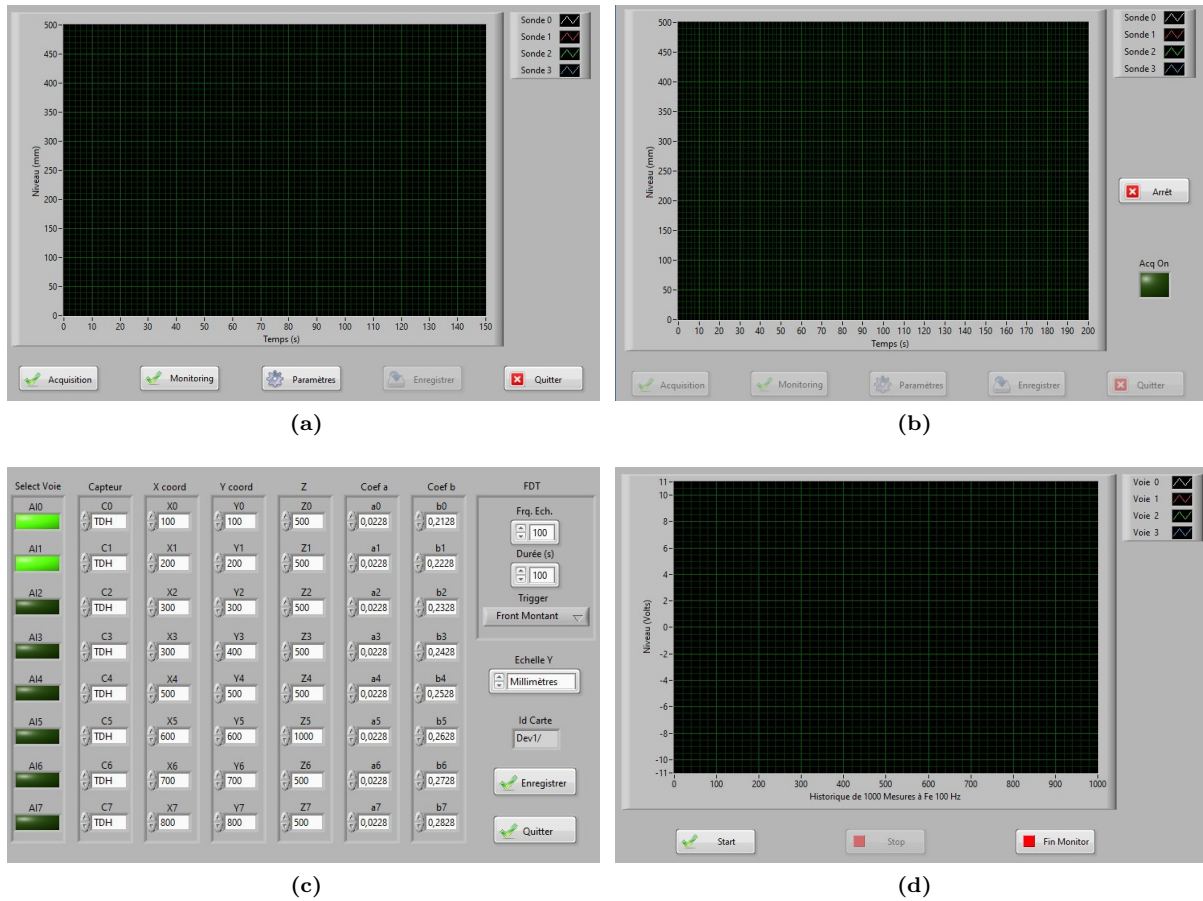 Sonde 0
Sonde 1
Sonde 2
Sonde 3
500
450
400
350
300
250
200
150
100
50
0
Niveau (mm)
0 10 20 30 40 50 60 70 80 90 100 110 120 130 140 150
Temps (s)
Acquisition Monitoring Paramètres Enregistrer Quitter
(a)
Sonde 0
Sonde 1
Sonde 2
Sonde 3
500
450
400
350
300
250
200
150
100
50
0
Niveau (mm)
0 10 20 30 40 50 60 70 80 90 100 110 120 130 140 150 160 170 180 190 200
Temps (s)
Arrêt
Acq On
Acquisition Monitoring Paramètres Enregistrer Quitter
(b)
Select Voie Capteur X coord Y coord Z Coef a Coef b
AI0 C0 X0 Y0 Z0 a0 b0
TDH 100 100 500 0,0228 0,2128
AI1 C1 X1 Y1 Z1 a1 b1
TDH 200 200 500 0,0228 0,2228
AI2 C2 X2 Y2 Z2 a2 b2
TDH 300 300 500 0,0228 0,2328
AI3 C3 X3 Y3 Z3 a3 b3
TDH 300 400 500 0,0228 0,2428
AI4 C4 X4 Y4 Z4 a4 b4
TDH 500 500 500 0,0228 0,2528
AI5 C5 X5 Y5 Z5 a5 b5
TDH 600 600 1000 0,0228 0,2628
AI6 C6 X6 Y6 Z6 a6 b6
TDH 700 700 500 0,0228 0,2728
AI7 C7 X7 Y7 Z7 a7 b7
TDH 800 800 500 0,0228 0,2828
FDT
Frq. Ech.
100
Durée (s)
100
Trigger
Front Montant
Echelle Y
Millimètres
Id Carte
Dev1/
Enregistrer
Quitter
(c)
Voie 0
Voie 1
Voie 2
Voie 3
11
10
8
6
4
2
0
-2
-4
-6
-8
-10
-11
Niveau (Volts)
0 100 200 300 400 500 600 700 800 900 1000
Historique de 1000 Mesures à Fe 100 Hz
Start Stop Fin Monitor
(d)